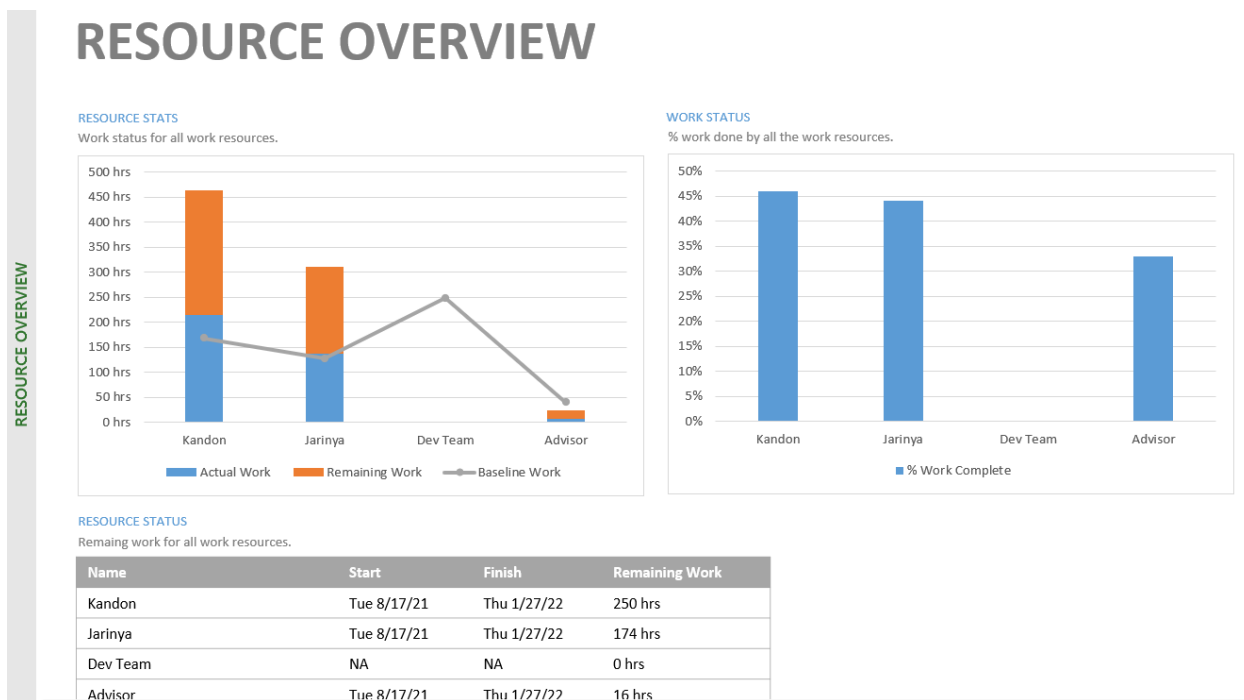 RESOURCE OVERVIEW
RESOURCE OVERVIEW
RESOURCE STATS
Work status for all work resources.
500 hrs
450 hrs
400 hrs
350 hrs
300 hrs
250 hrs
200 hrs
150 hrs
100 hrs
50 hrs
0 hrs
Kandon Jarinya Dev Team Advisor
Actual Work Remaining Work Baseline Work
WORK STATUS
% work done by all the work resources.
50%
45%
40%
35%
30%
25%
20%
15%
10%
5%
0%
Kandon Jarinya Dev Team Advisor
% Work Complete
RESOURCE STATUS
Remaing work for all work resources.
Name Start Finish Remaining Work
Kandon Tue 8/17/21 Thu 1/27/22 250 hrs
Jarinya Tue 8/17/21 Thu 1/27/22 174 hrs
Dev Team NA NA 0 hrs
Advisor Tue 8/17/21 Thu 1/27/22 16 hrs